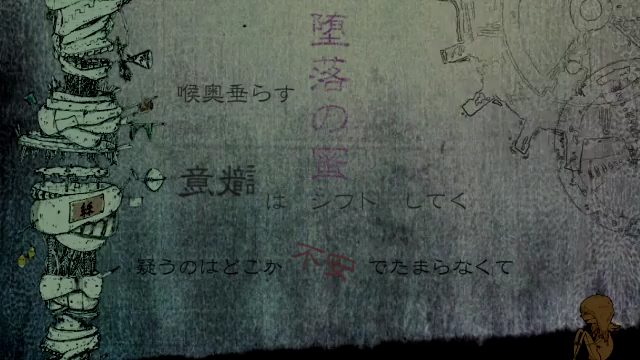 堕落の蜜
喉奥垂らす
意識は シフト してく
疑うのはどこか 不安 でたまらなくて